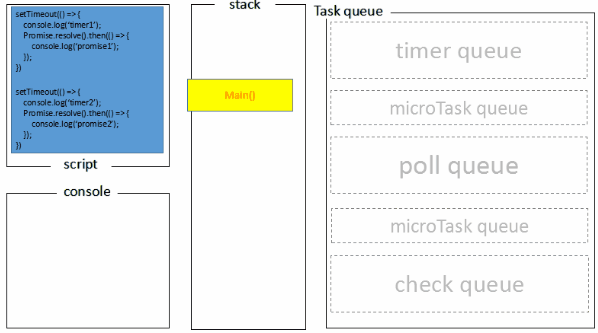 setTimeout(() => {
console.log('timer1');
Promise.resolve().then(() => {
console.log('promise1');
});
})
setTimeout(() => {
console.log('timer2');
Promise.resolve().then(() => {
console.log('promise2');
});
})
script
console
stack
Main()
Task queue
timer queue
microTask queue
poll queue
microTask queue
check queue